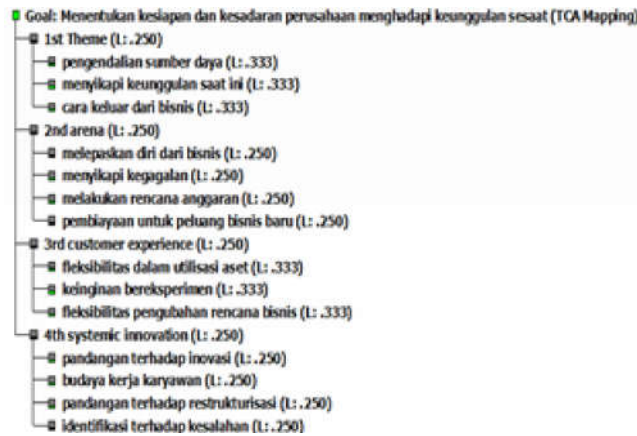 Goal: Menentukan kesiapan dan kesadaran perusahaan menghadapi keunggulan sesaat (TCA Mapping)
1st Theme (L: .250)
pengendalian sumber daya (L: .333)
menyikapi keunggulan saat ini (L: .333)
cara keluar dari bisnis (L: .333)
2nd arena (L: .250)
melepaskan diri dari bisnis (L: .250)
menyikapi kegagalan (L: .250)
melakukan rencana anggaran (L: .250)
pembiayaan untuk peluang bisnis baru (L: .250)
3rd customer experience (L: .250)
fleksibilitas dalam utilisasi aset (L: .333)
keinginan bereksperimen (L: .333)
fleksibilitas pengubahan rencana bisnis (L: .333)
4th systemic innovation (L: .250)
pandangan terhadap inovasi (L: .250)
budaya kerja karyawan (L: .250)
pandangan terhadap restrukturisasi (L: .250)
identifikasi terhadap kesalahan (L: .250)